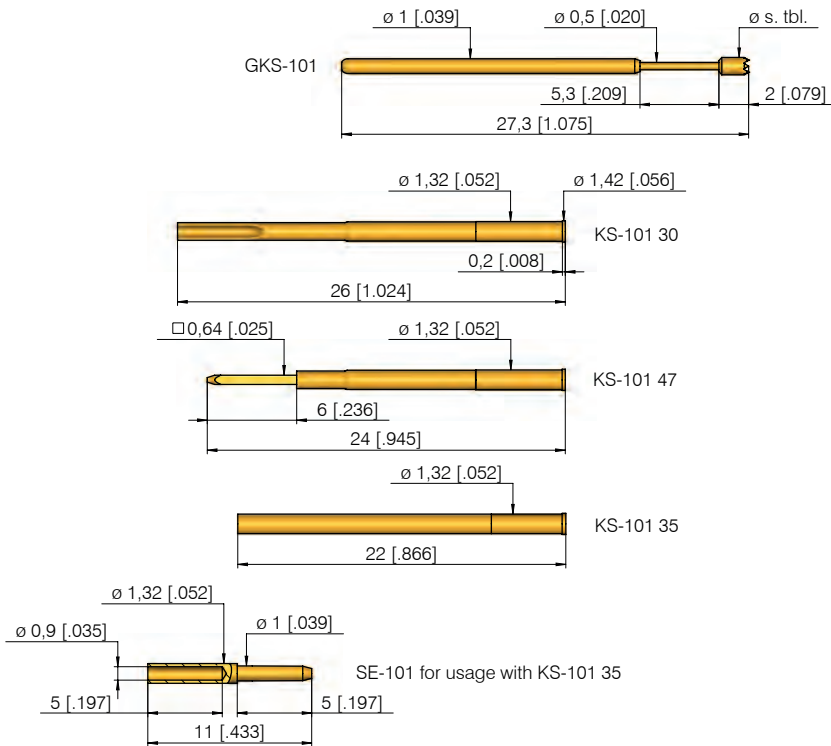 ø 1 [.039] ø 0,5 [.020] ø s. tbl.
GKS-101
5,3 [.209] 2 [.079]
27,3 [1.075]
ø 1,32 [.052] ø 1,42 [.056]
KS-101 30
0,2 [.008]
26 [1.024]
□ 0,64 [.025] ø 1,32 [.052]
KS-101 47
6 [.236]
24 [.945]
ø 1,32 [.052]
KS-101 35
22 [.866]
ø 1,32 [.052]
ø 0,9 [.035] ø 1 [.039]
SE-101 for usage with KS-101 35
5 [.197] 5 [.197]
11 [.433]